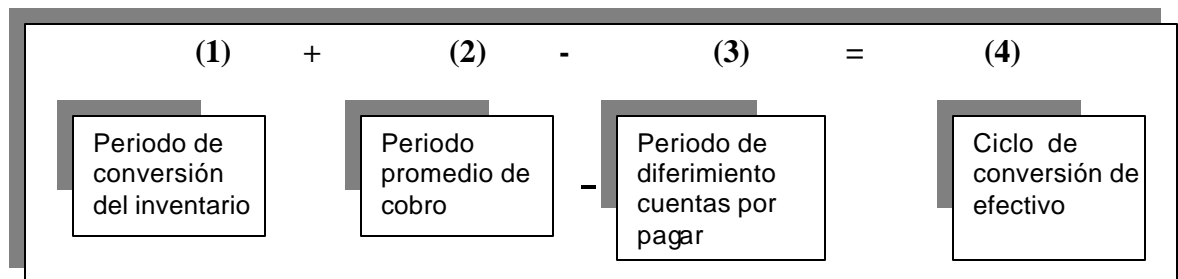 (1) + (2) - (3) = (4)
Periodo de
conversión
del inventario
Periodo
promedio de
cobro
-
Periodo de
diferimiento
cuentas por
pagar
Ciclo de
conversión de
efectivo